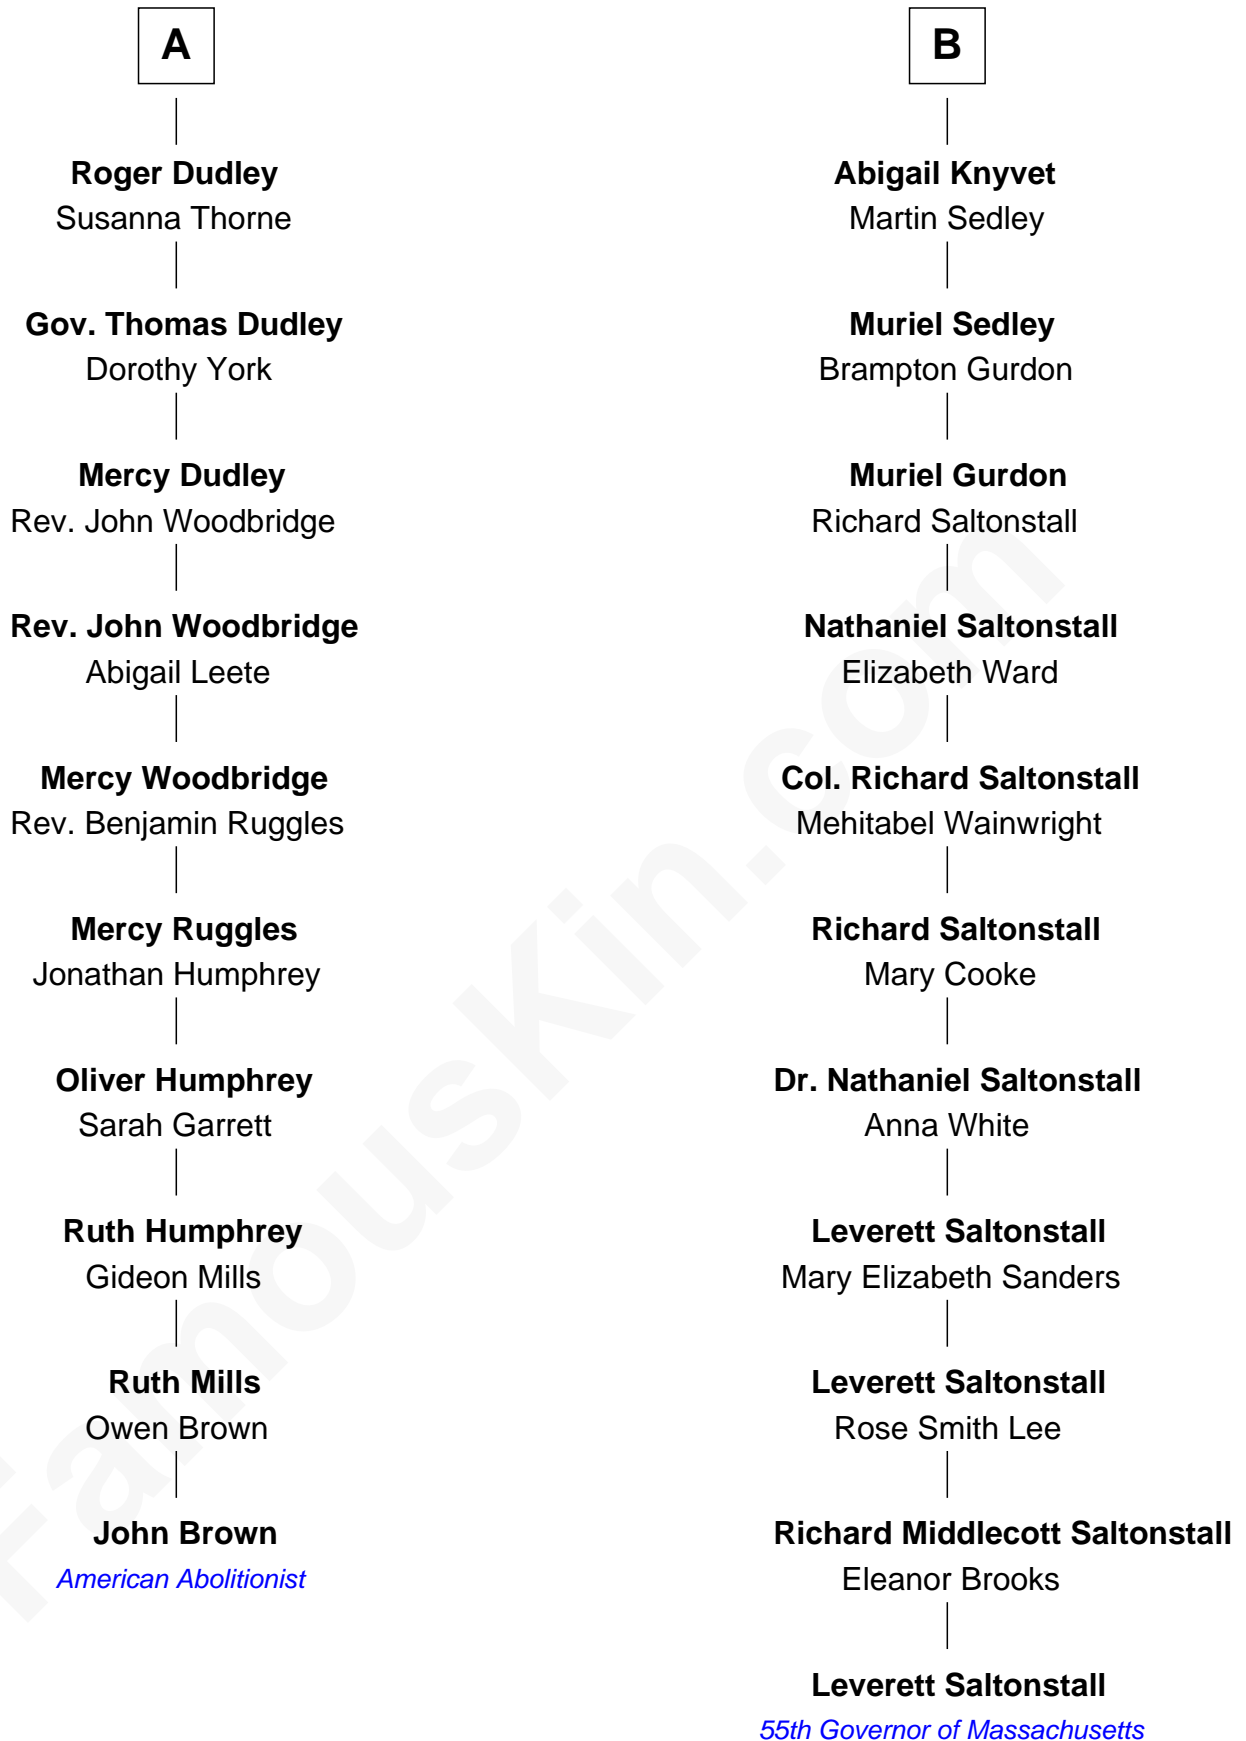 A
Roger Dudley
Susanna Thorne
Gov. Thomas Dudley
Dorothy York
Mercy Dudley
Rev. John Woodbridge
Rev. John Woodbridge
Abigail Leete
Mercy Woodbridge
Rev. Benjamin Ruggles
Mercy Ruggles
Jonathan Humphrey
Oliver Humphrey
Sarah Garrett
Ruth Humphrey
Gideon Mills
Ruth Mills
Owen Brown
John Brown
American Abolitionist
B
Abigail Knyvet
Martin Sedley
Muriel Sedley
Brampton Gurdon
Muriel Gurdon
Richard Saltonstall
Nathaniel Saltonstall
Elizabeth Ward
Col. Richard Saltonstall
Mehitabel Wainwright
Richard Saltonstall
Mary Cooke
Dr. Nathaniel Saltonstall
Anna White
Leverett Saltonstall
Mary Elizabeth Sanders
Leverett Saltonstall
Rose Smith Lee
Richard Middlecott Saltonstall
Eleanor Brooks
Leverett Saltonstall
55th Governor of Massachusetts
FamousKin.com